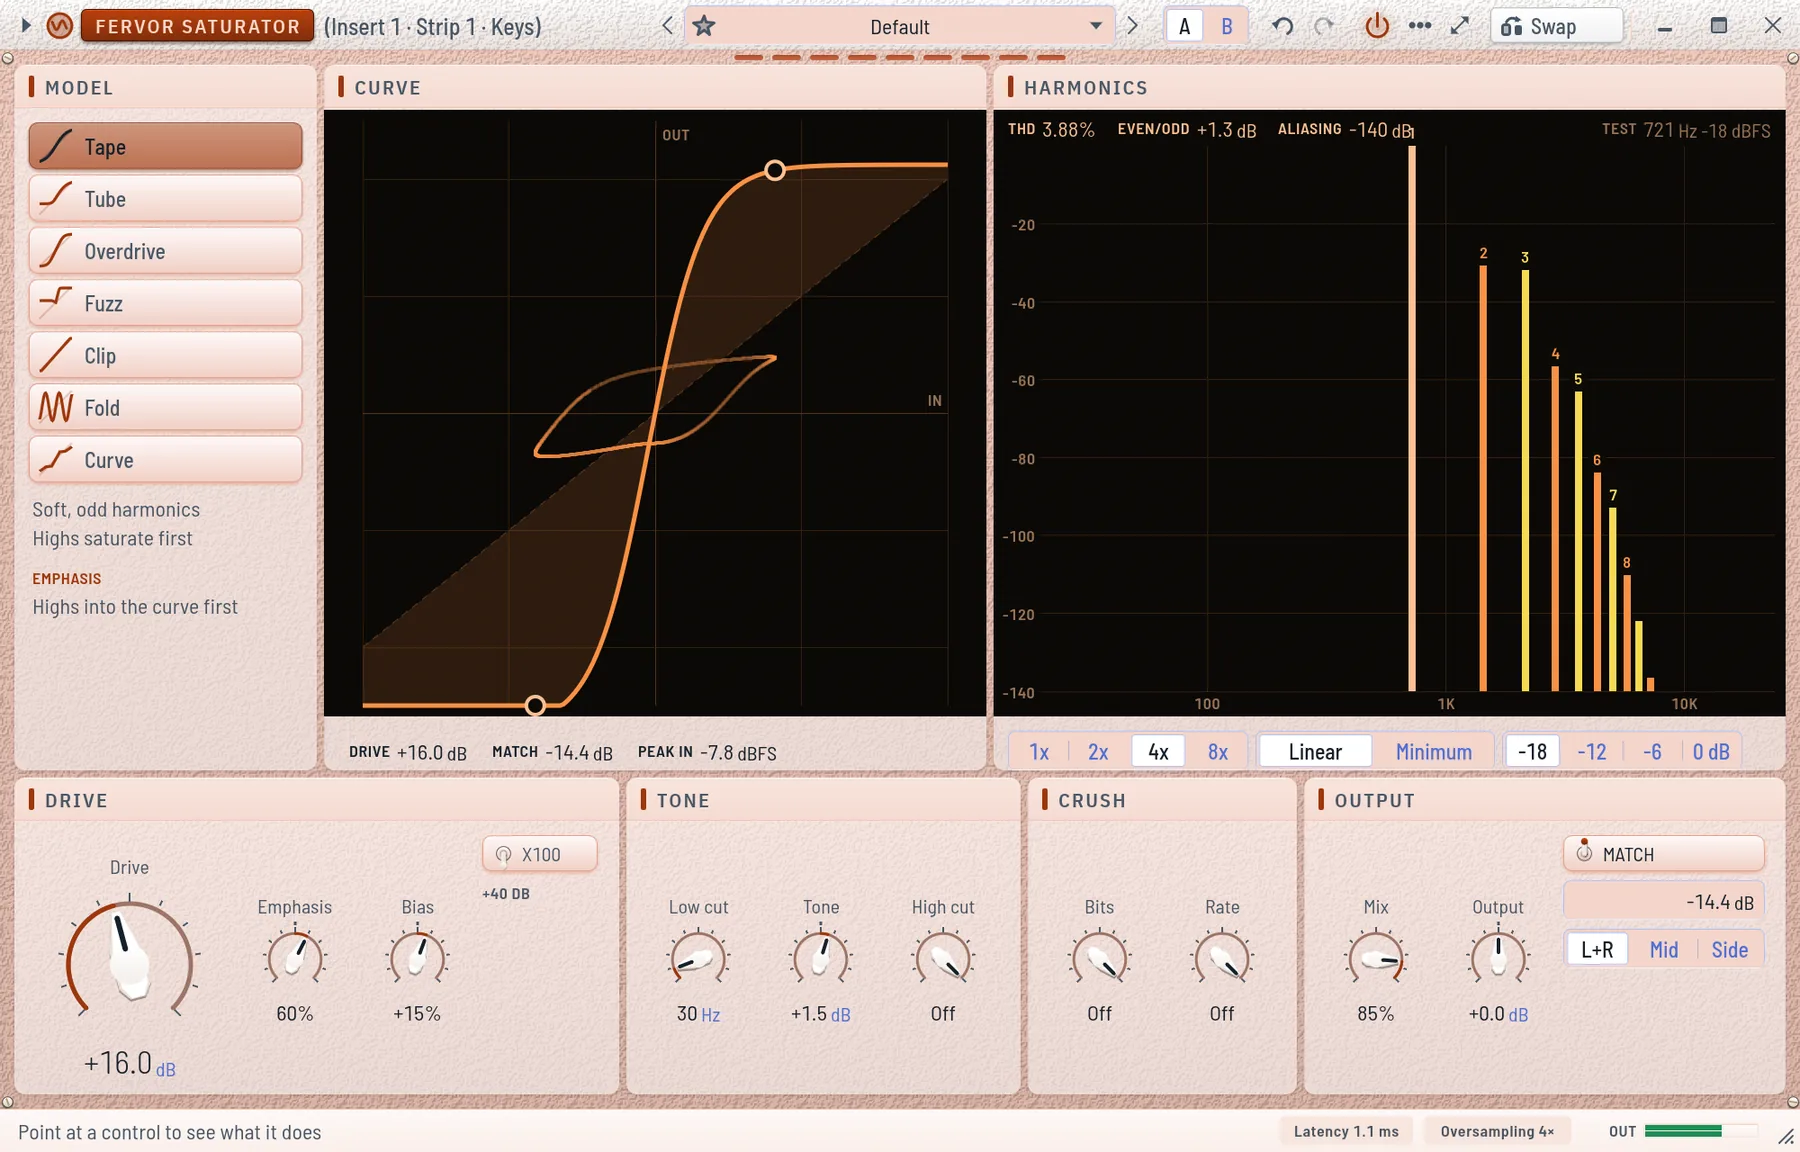 FERVOR SATURATOR (Insert 1 · Strip 1 · Keys) Default A B Swap
MODEL
Tape
Tube
Overdrive
Fuzz
Clip
Fold
Curve
Soft, odd harmonics
Highs saturate first
EMPHASIS
Highs into the curve first
CURVE
OUT
IN
DRIVE +16.0 dB MATCH -14.4 dB PEAK IN -7.8 dBFS
HARMONICS
THD 3.88% EVEN/ODD +1.3 dB ALIASING -140 dB TEST 721 Hz -18 dBFS
1
2
3
4
5
6
7
8
-20
-40
-60
-80
-100
-120
-140
100 1K 10K
1x 2x 4x 8x Linear Minimum -18 -12 -6 0 dB
DRIVE
X100
+40 DB
Drive
+16.0 dB
Emphasis
60%
Bias
+15%
TONE
Low cut
30 Hz
Tone
+1.5 dB
High cut
Off
CRUSH
Bits
Off
Rate
Off
OUTPUT
Mix
85%
Output
+0.0 dB
MATCH
-14.4 dB
L+R Mid Side
Point at a control to see what it does
Latency 1.1 ms Oversampling 4× OUT